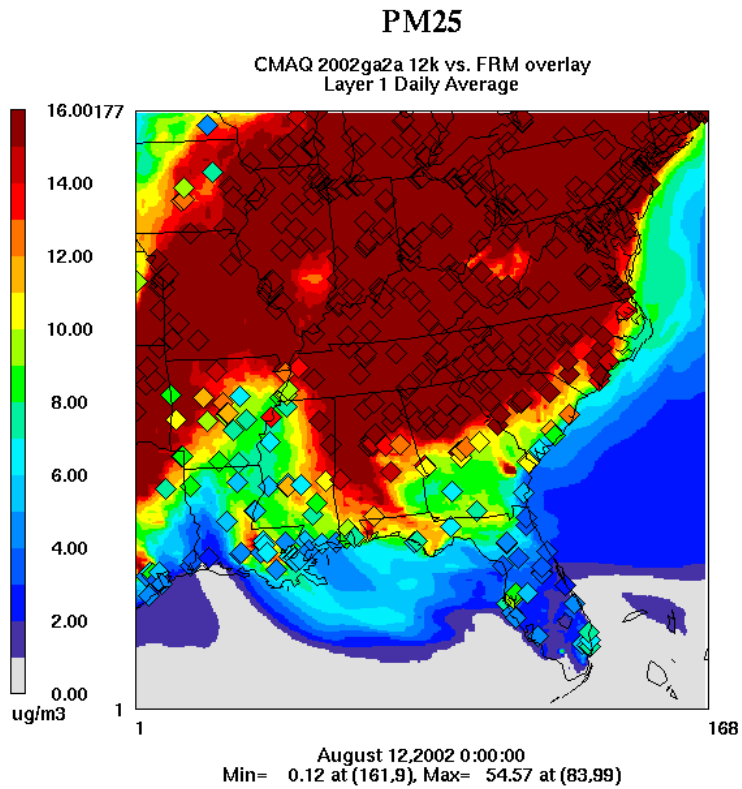 PM25
CMAQ 2002ga2a 12k vs. FRM overlay
Layer 1 Daily Average
16.00
14.00
12.00
10.00
8.00
6.00
4.00
2.00
0.00
ug/m3
177
1
1
168
August 12,2002 0:00:00
Min= 0.12 at (161,9), Max= 54.57 at (83,99)